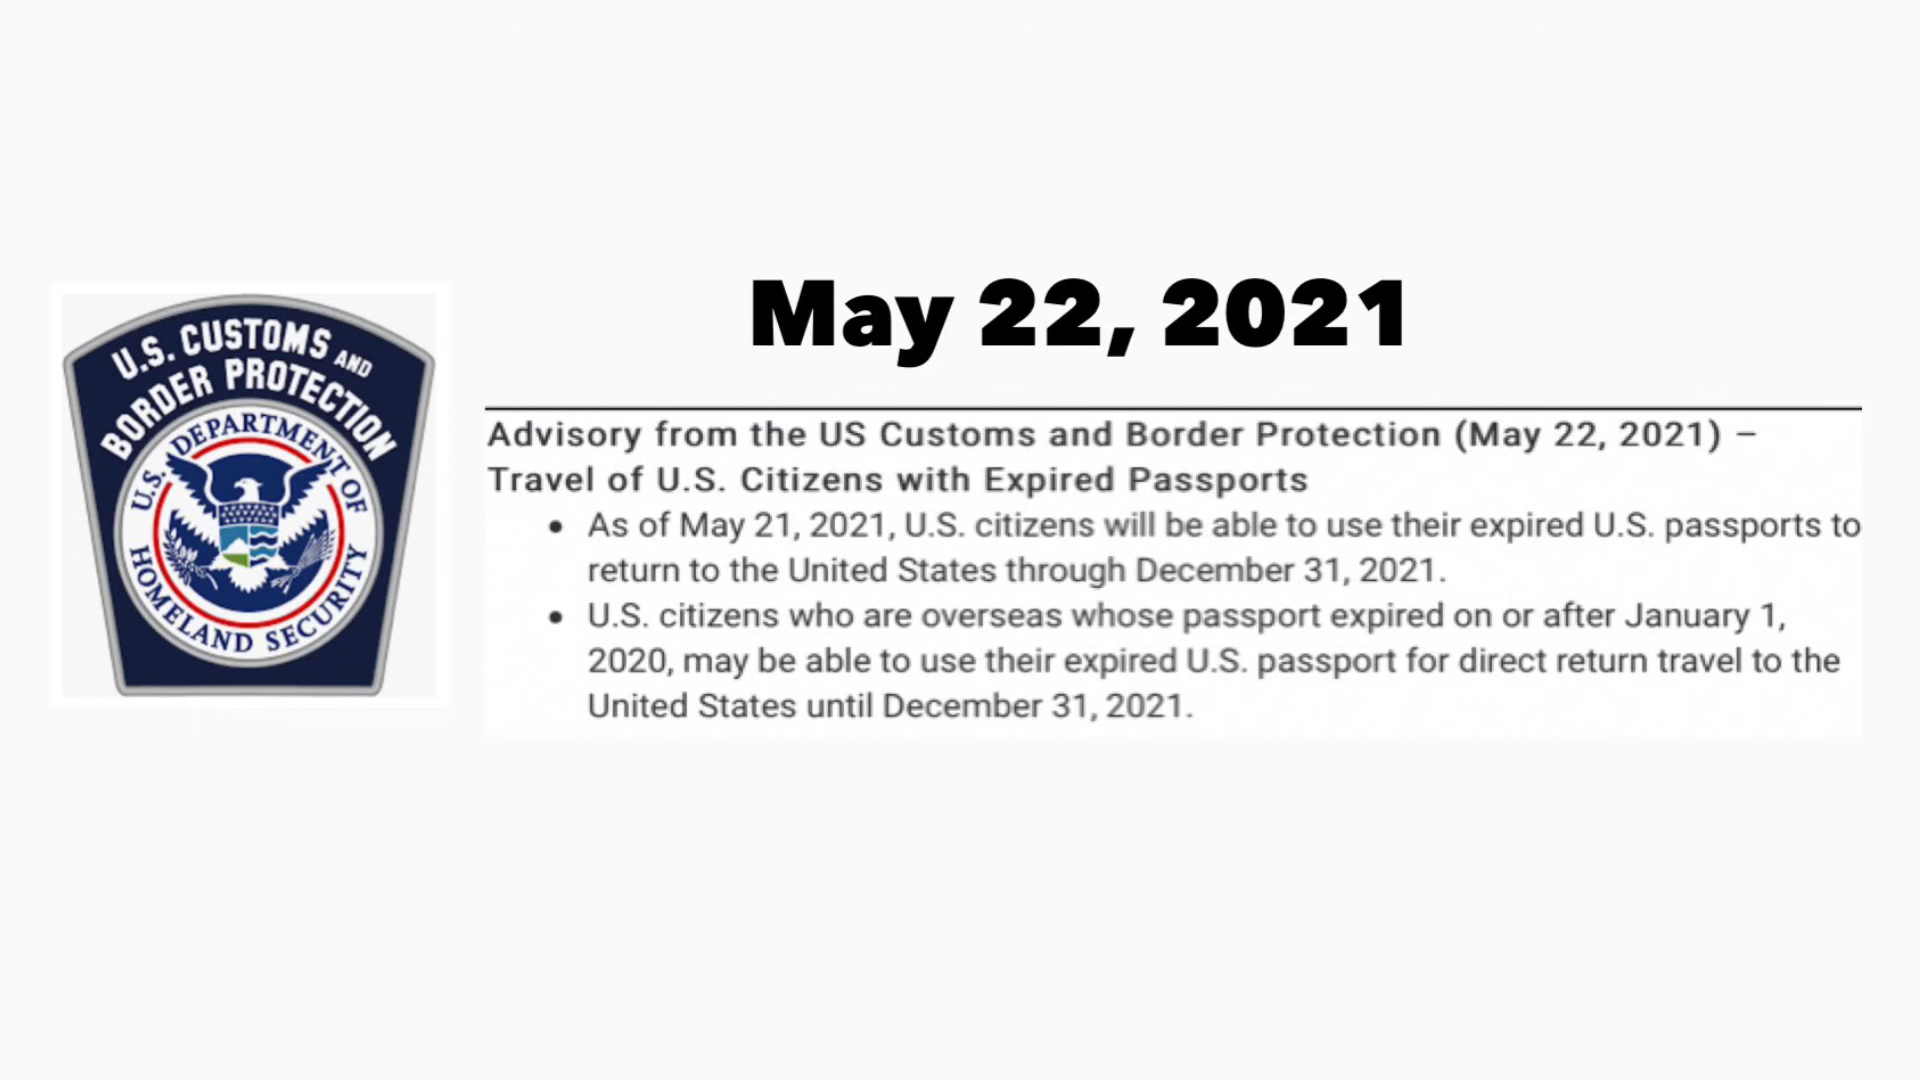 U.S. CUSTOMS AND
BORDER PROTECTION
U.S. DEPARTMENT OF
HOMELAND SECURITY
May 22, 2021
Advisory from the US Customs and Border Protection (May 22, 2021) –
Travel of U.S. Citizens with Expired Passports
• As of May 21, 2021, U.S. citizens will be able to use their expired U.S. passports to
return to the United States through December 31, 2021.
• U.S. citizens who are overseas whose passport expired on or after January 1,
2020, may be able to use their expired U.S. passport for direct return travel to the
United States until December 31, 2021.